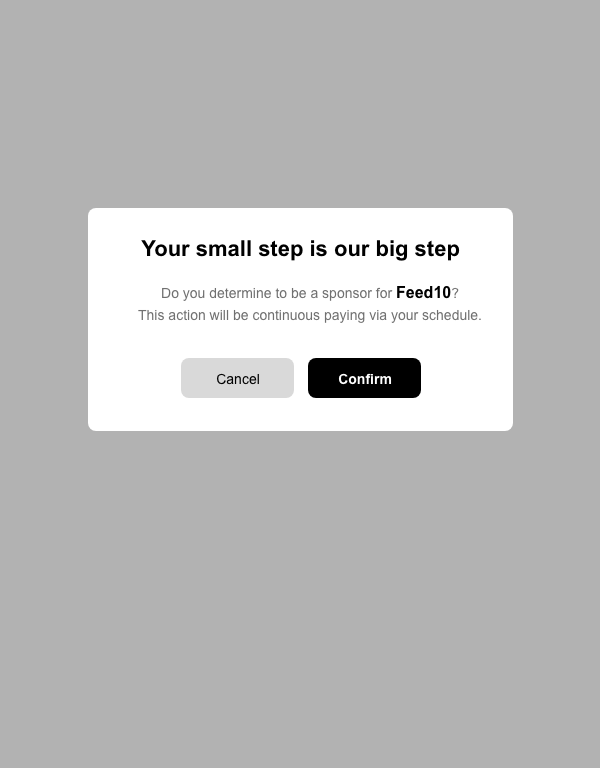 Your small step is our big step
Do you determine to be a sponsor for Feed10?
This action will be continuous paying via your schedule.
Cancel
Confirm